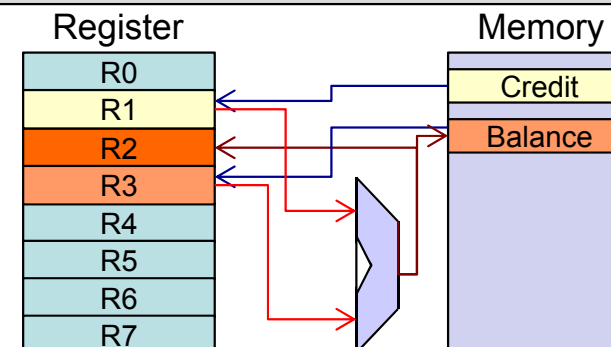 Register
Memory
R0
R1
R2
R3
R4
R5
R6
R7
Credit
Balance